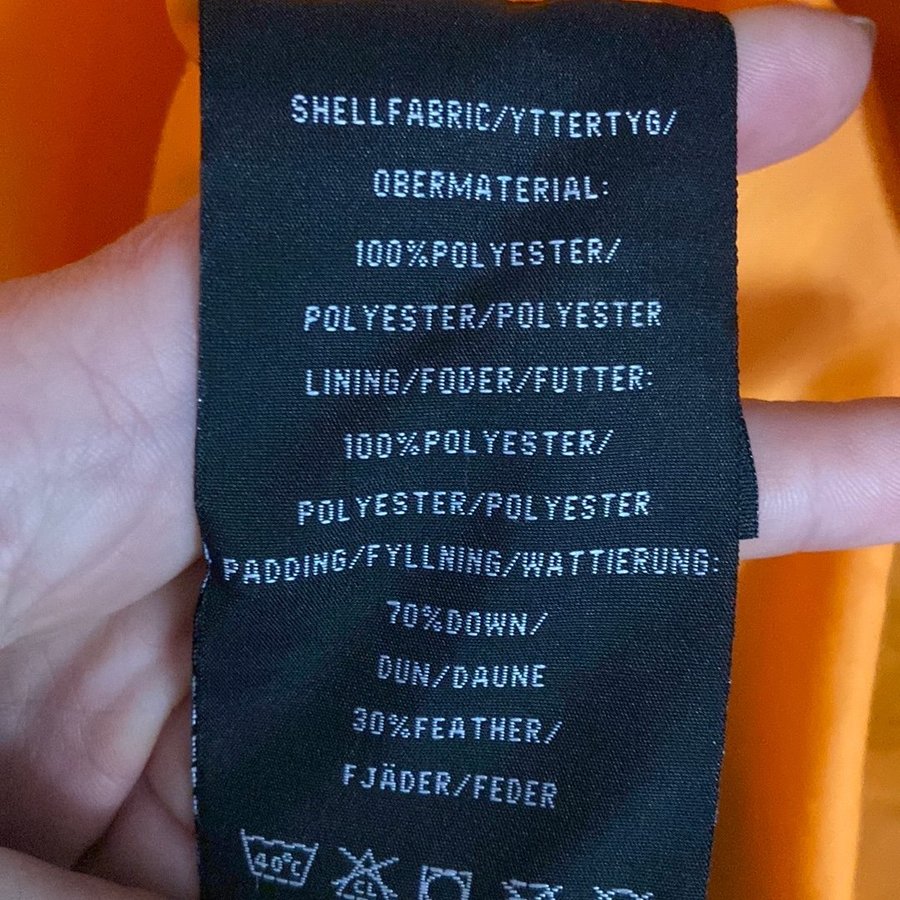 SHELLFABRIC/YTTERTYG/
OBERMATERIAL:
100%POLYESTER/
POLYESTER/POLYESTER
LINING/FODER/FUTTER:
100%POLYESTER/
POLYESTER/POLYESTER
PADDING/FYLLNING/WATTIERUNG:
70%DOWN/
DUN/DAUNE
30%FEATHER/
FJÄDER/FEDER
40°C CL